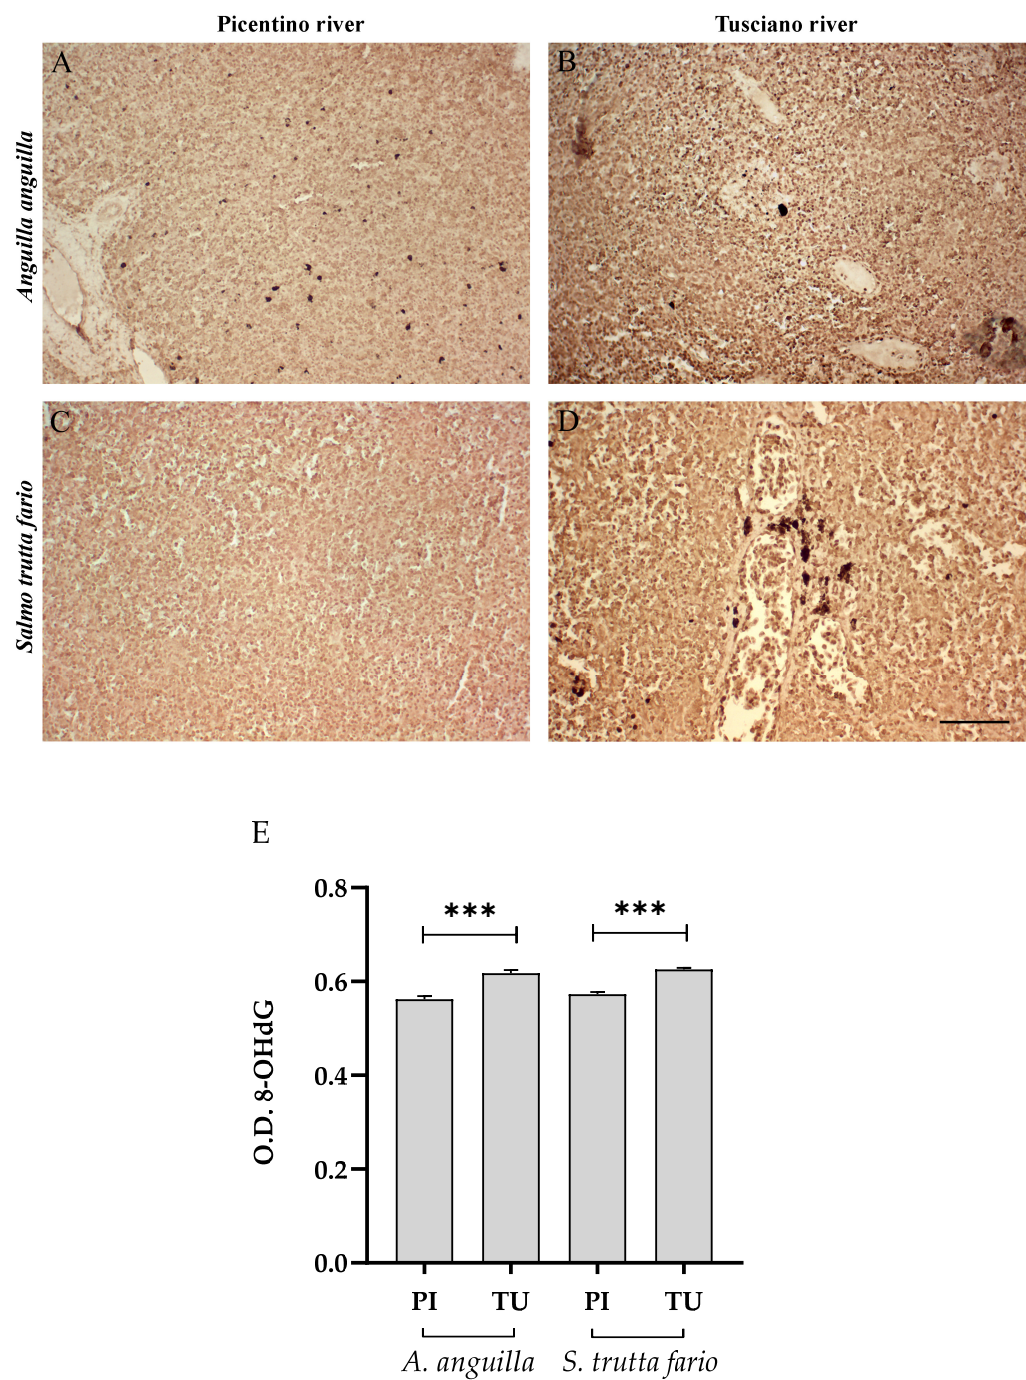 Picentino river
Tusciano river
Anguilla anguilla
A
B
Salmo trutta fario
C
D
E
O.D. 8-OHdG
0.8
0.6
0.4
0.2
0.0
***
***
PI
TU
PI
TU
A. anguilla
S. trutta fario